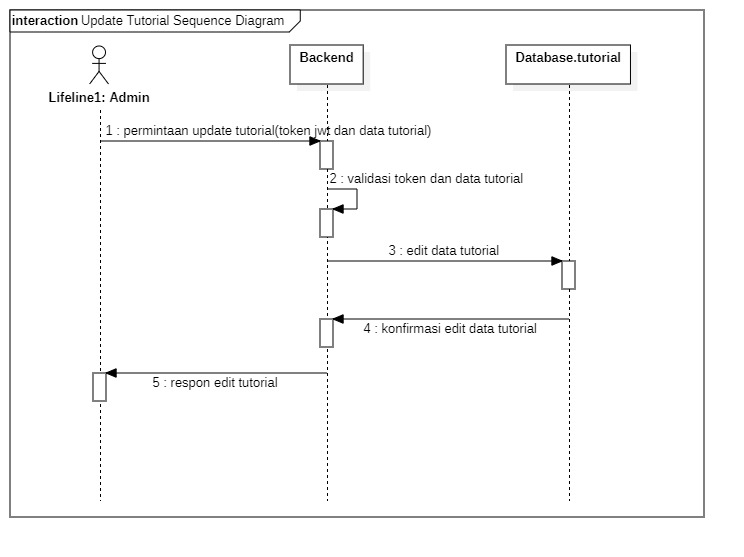 interaction Update Tutorial Sequence Diagram
Backend
Database.tutorial
Lifeline1: Admin
1 : permintaan update tutorial(token jwt dan data tutorial)
2 : validasi token dan data tutorial
3 : edit data tutorial
4 : konfirmasi edit data tutorial
5 : respon edit tutorial